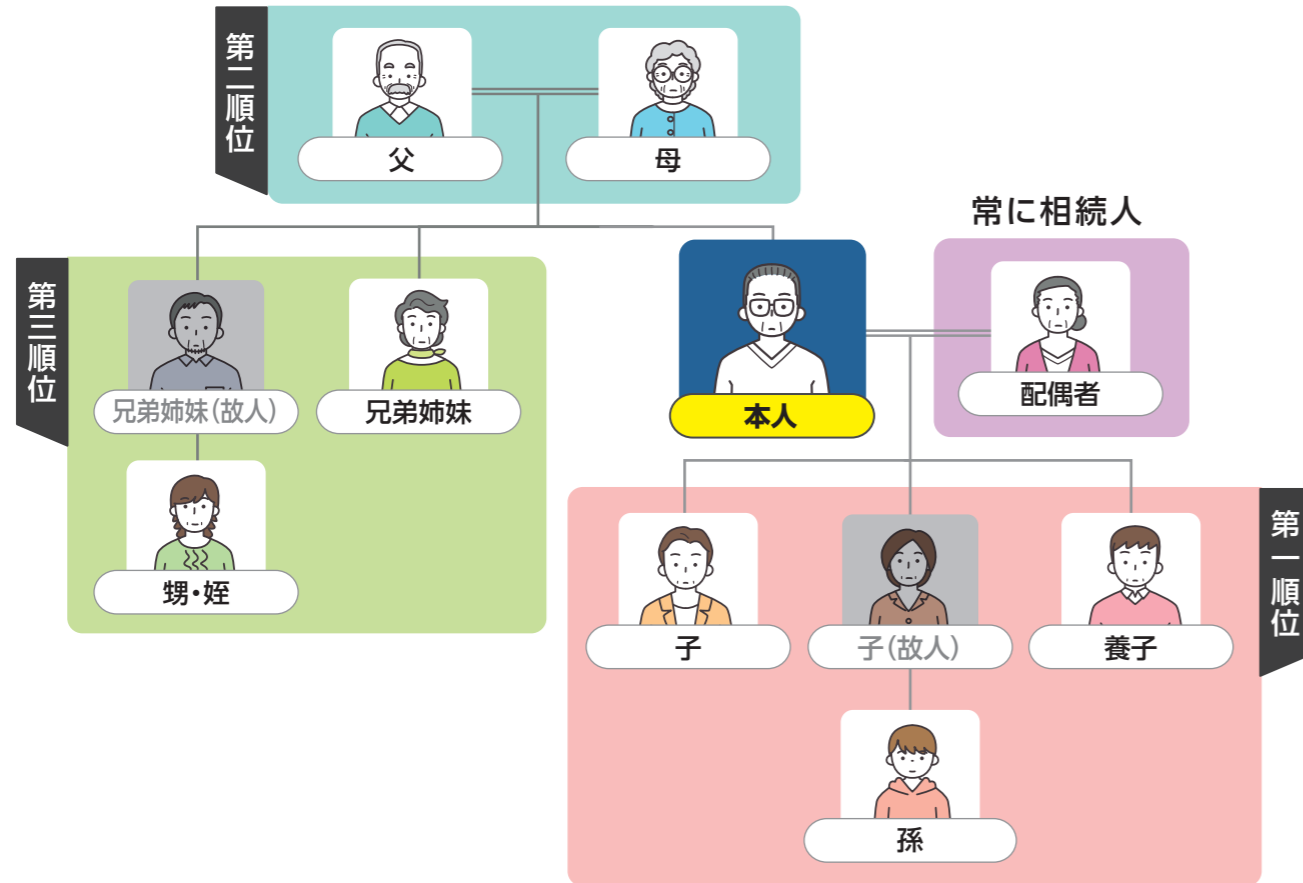 第二順位
父
母
常に相続人
第三順位
兄弟姉妹(故人)
兄弟姉妹
本人
配偶者
甥・姪
第一順位
子
子(故人)
養子
孫